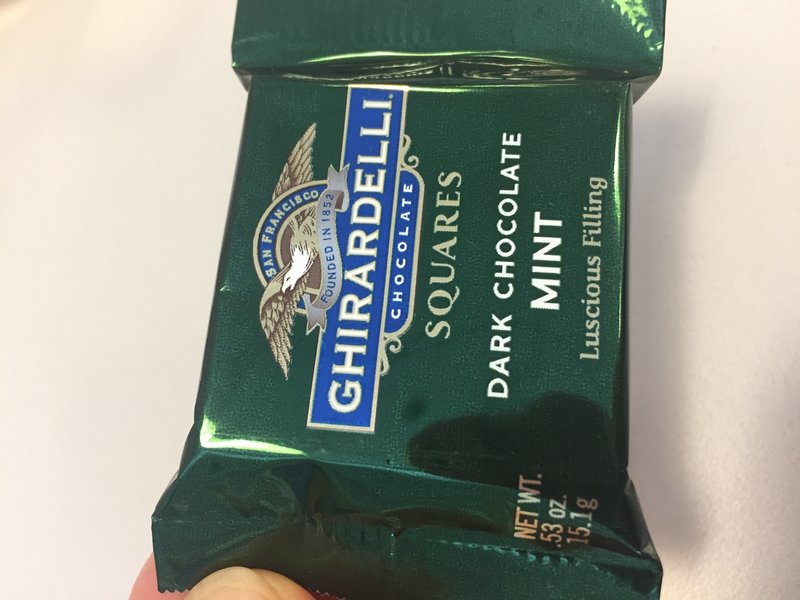 SAN FRANCISCO
FOUNDED IN 1852
GHIRARDELLI
CHOCOLATE
SQUARES
DARK CHOCOLATE
MINT
Luscious Filling
NET WT.
.53 oz.
15.1g